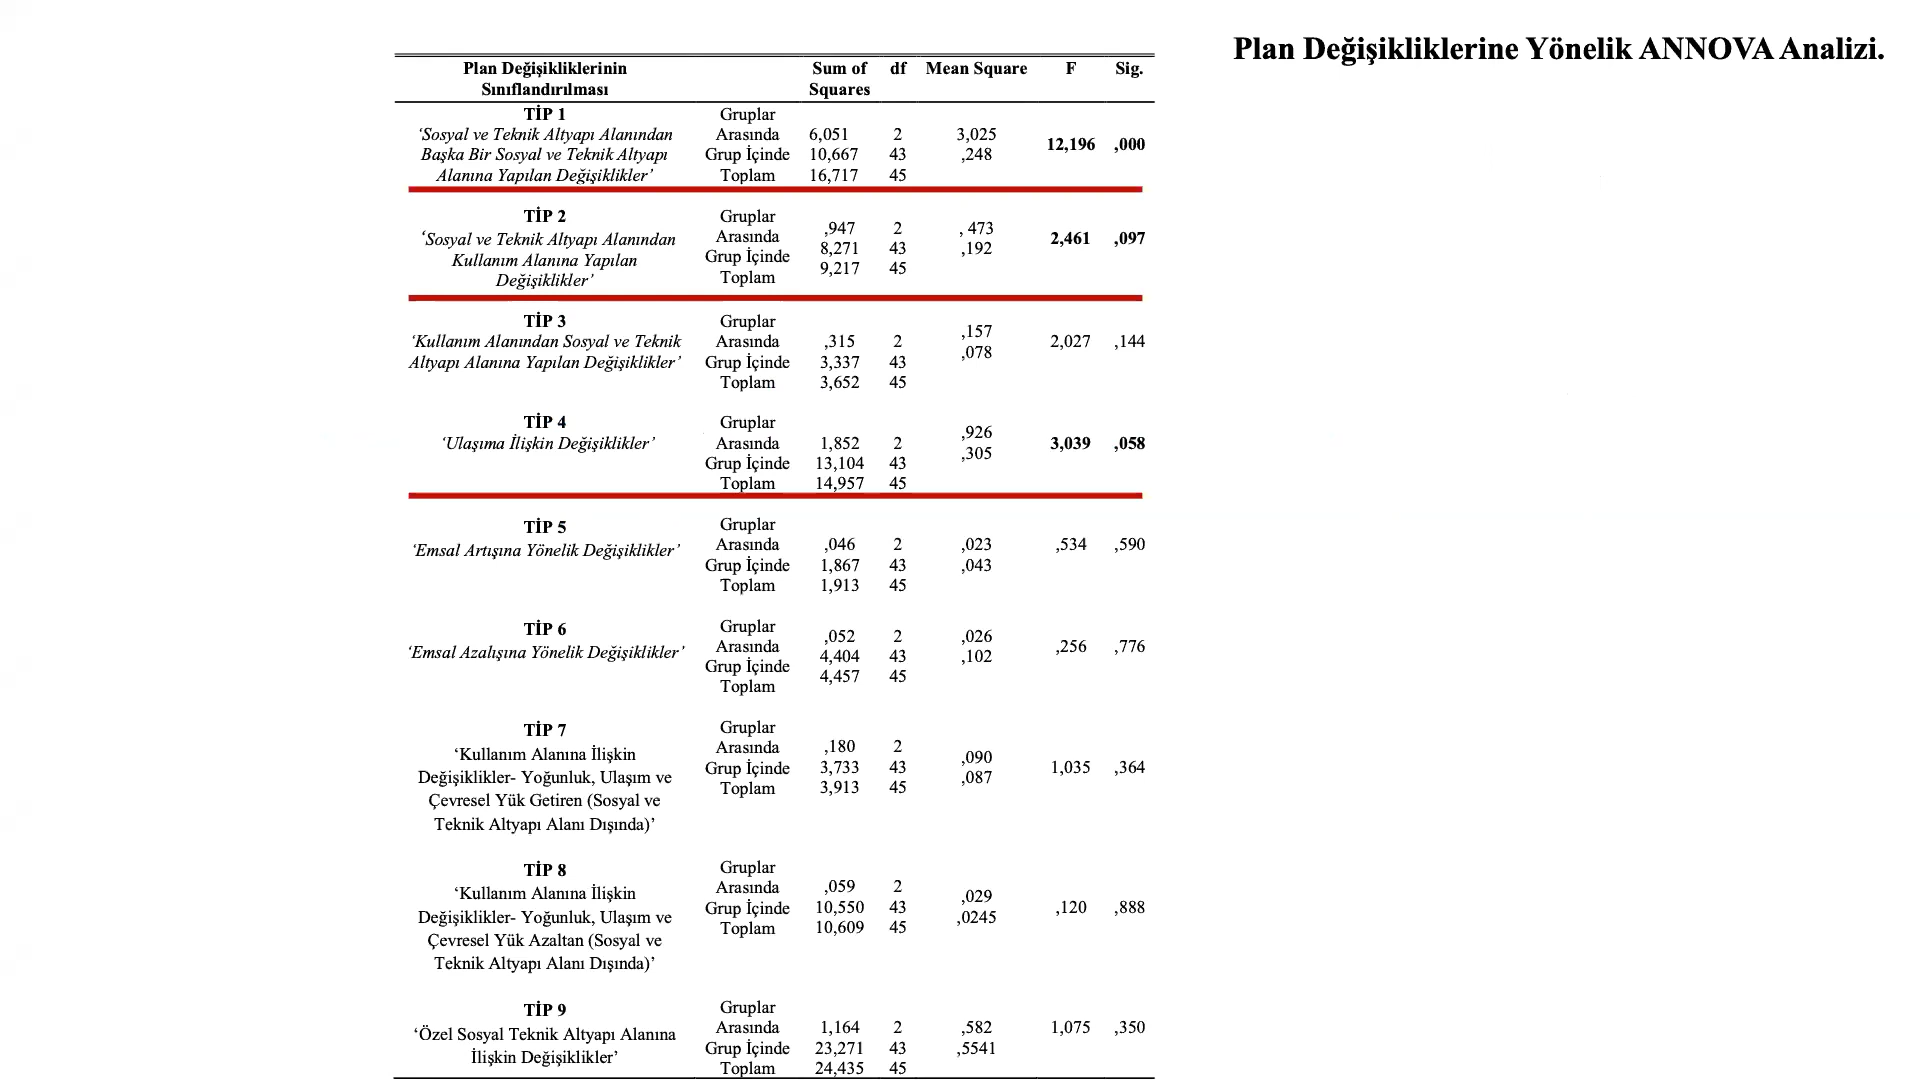 Plan Değişikliklerine Yönelik ANNOVA Analizi.
Plan Değişikliklerinin Sınıflandırılması Sum of Squares df Mean Square F Sig.
TİP 1
‘Sosyal ve Teknik Altyapı Alanından
Başka Bir Sosyal ve Teknik Altyapı
Alanına Yapılan Değişiklikler’
Gruplar
Arasında 6,051 2 3,025
Grup İçinde 10,667 43 ,248
Toplam 16,717 45
12,196 ,000
TİP 2
‘Sosyal ve Teknik Altyapı Alanından
Kullanım Alanına Yapılan
Değişiklikler’
Gruplar
Arasında ,947 2 , 473
Grup İçinde 8,271 43 ,192
Toplam 9,217 45
2,461 ,097
TİP 3
‘Kullanım Alanından Sosyal ve Teknik
Altyapı Alanına Yapılan Değişiklikler’
Gruplar
Arasında ,315 2 ,157
Grup İçinde 3,337 43 ,078
Toplam 3,652 45
2,027 ,144
TİP 4
‘Ulaşıma İlişkin Değişiklikler’
Gruplar
Arasında 1,852 2 ,926
Grup İçinde 13,104 43 ,305
Toplam 14,957 45
3,039 ,058
TİP 5
‘Emsal Artışına Yönelik Değişiklikler’
Gruplar
Arasında ,046 2 ,023
Grup İçinde 1,867 43 ,043
Toplam 1,913 45
,534 ,590
TİP 6
‘Emsal Azalışına Yönelik Değişiklikler’
Gruplar
Arasında ,052 2 ,026
Grup İçinde 4,404 43 ,102
Toplam 4,457 45
,256 ,776
TİP 7
‘Kullanım Alanına İlişkin
Değişiklikler- Yoğunluk, Ulaşım ve
Çevresel Yük Getiren (Sosyal ve
Teknik Altyapı Alanı Dışında)’
Gruplar
Arasında ,180 2 ,090
Grup İçinde 3,733 43 ,087
Toplam 3,913 45
1,035 ,364
TİP 8
‘Kullanım Alanına İlişkin
Değişiklikler- Yoğunluk, Ulaşım ve
Çevresel Yük Azaltan (Sosyal ve
Teknik Altyapı Alanı Dışında)’
Gruplar
Arasında ,059 2 ,029
Grup İçinde 10,550 43 ,0245
Toplam 10,609 45
,120 ,888
TİP 9
‘Özel Sosyal Teknik Altyapı Alanına
İlişkin Değişiklikler’
Gruplar
Arasında 1,164 2 ,582
Grup İçinde 23,271 43 ,5541
Toplam 24,435 45
1,075 ,350